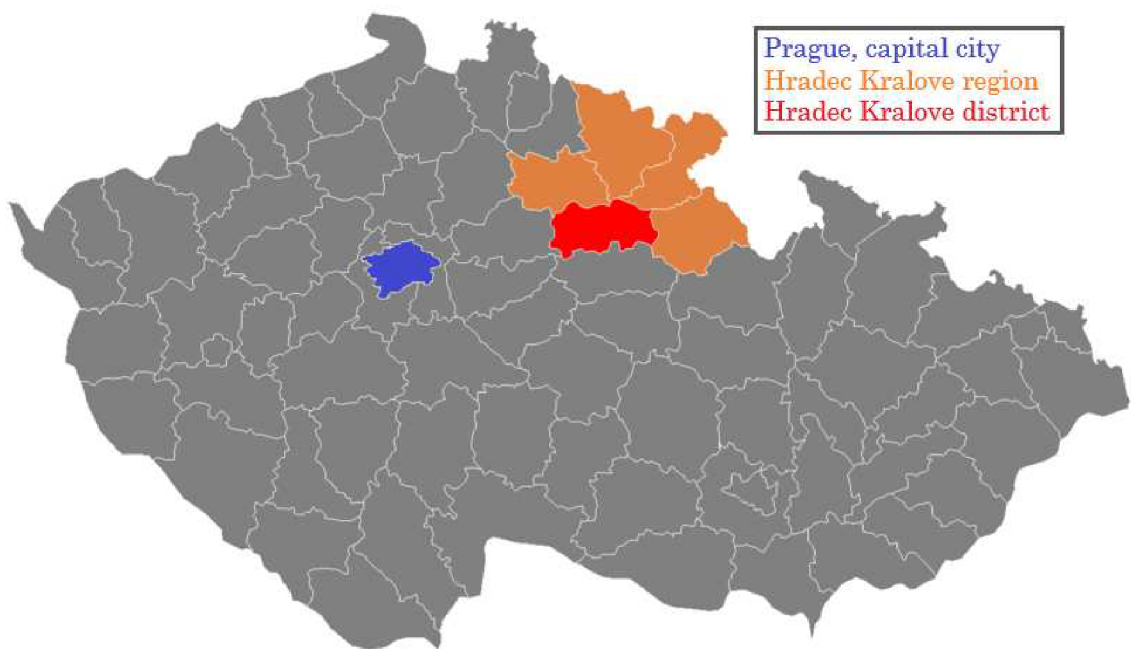 Prague, capital city
Hradec Kralove region
Hradec Kralove district